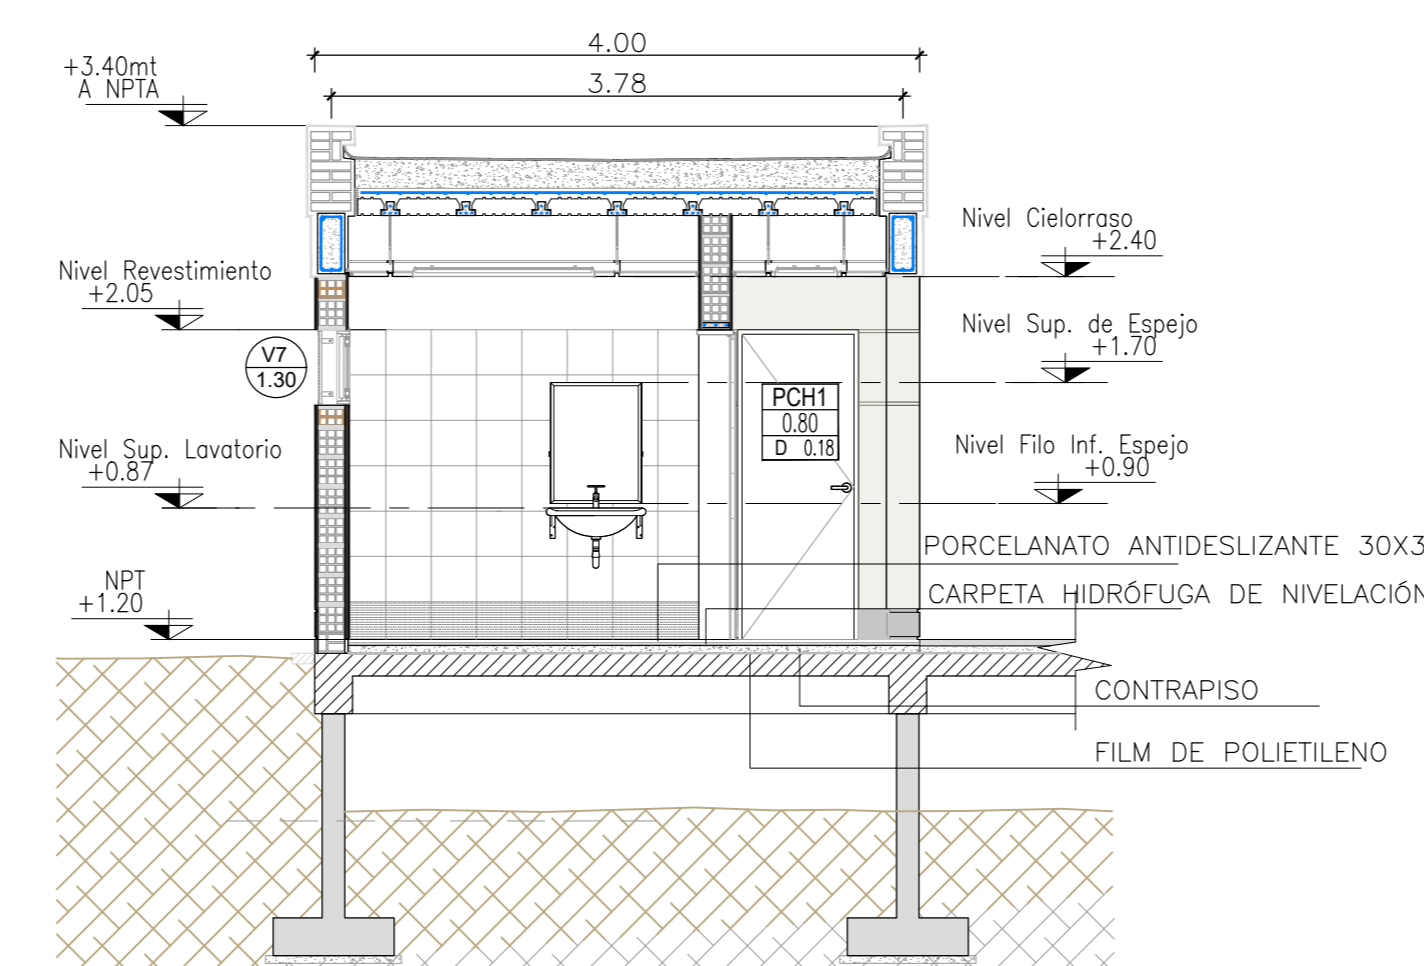 4.00
3.78
+3.40mt
A NPTA
Nivel Cielorraso
+2.40
Nivel Revestimiento
+2.05
Nivel Sup. de Espejo
+1.70
V7
1.30
PCH1
0.80
D 0.18
Nivel Sup. Lavatorio
+0.87
Nivel Filo Inf. Espejo
+0.90
PORCELANATO ANTIDESLIZANTE 30X3
CARPETA HIDRÓFUGA DE NIVELACIÓN
NPT
+1.20
CONTRAPISO
FILM DE POLIETILENO